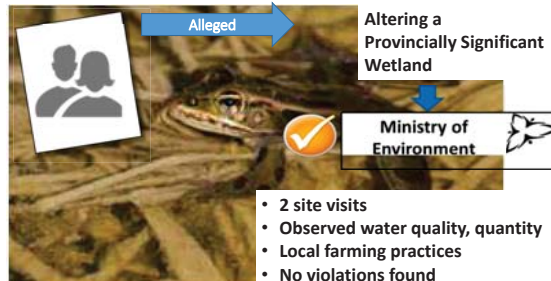 Alleged
Altering a
Provincially Significant
Wetland
Ministry of
Environment
• 2 site visits
• Observed water quality, quantity
• Local farming practices
• No violations found